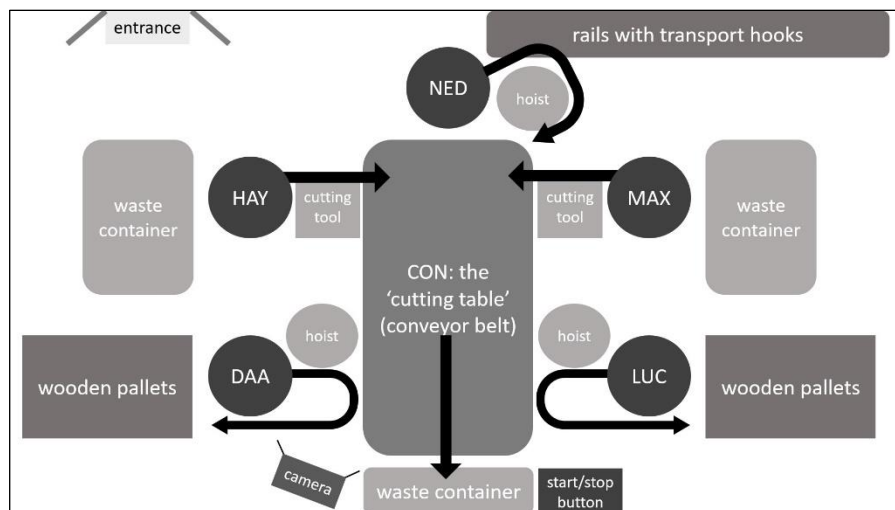 entrance
rails with transport hooks
NED
hoist
HAY
cutting
tool
cutting
tool
MAX
waste
container
waste
container
CON: the
‘cutting table’
(conveyor belt)
hoist
hoist
wooden pallets
DAA
LUC
wooden pallets
camera
waste container
start/stop
button